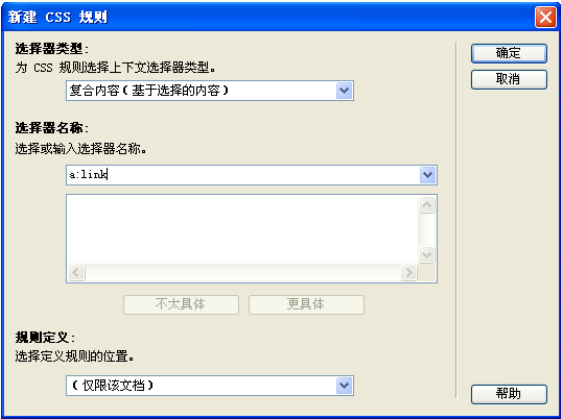 新建 CSS 规则
选择器类型:
为 CSS 规则选择上下文选择器类型。
复合内容(基于选择的内容)
选择器名称:
选择或输入选择器名称。
a:link
不太具体
更具体
规则定义:
选择定义规则的位置。
(仅限该文档)
确定
取消
帮助